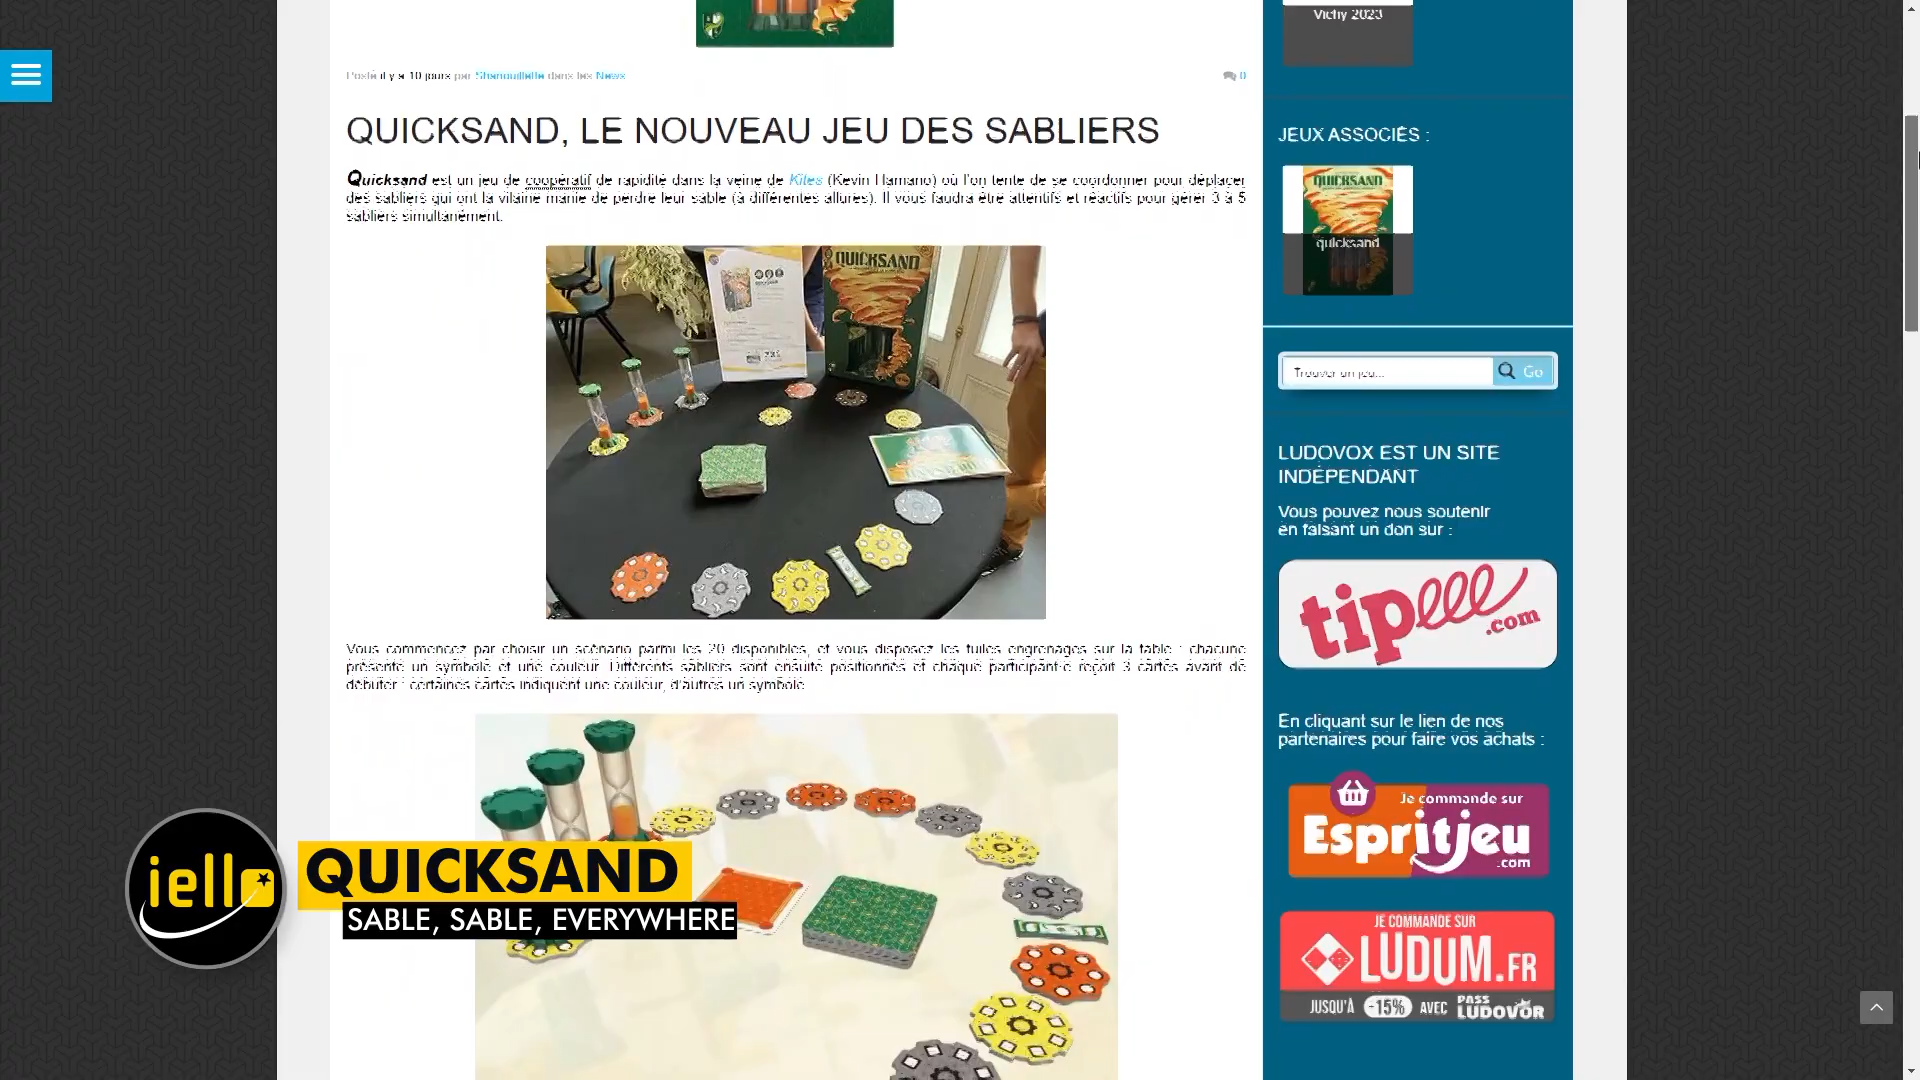 Vichy 2023
Posté il y a 10 jours par Shanouillette dans les News
0
QUICKSAND, LE NOUVEAU JEU DES SABLIERS
Quicksand est un jeu de coopératif de rapidité dans la veine de Kites (Kevin Hamano) où l'on tente de se coordonner pour déplacer
des sabliers qui ont la vilaine manie de perdre leur sable (à différentes allures). Il vous faudra être attentifs et réactifs pour gérer 3 à 5
sabliers simultanément.
QUICKSAND
Vous commencez par choisir un scénario parmi les 20 disponibles, et vous disposez les tuiles engrenages sur la table : chacune
présente un symbole et une couleur. Différents sabliers sont ensuite positionnés et chaque participant·e reçoit 3 cartes avant de
débuter : certaines cartes indiquent une couleur, d'autres un symbole
iello
QUICKSAND
SABLE, SABLE, EVERYWHERE
JEUX ASSOCIÉS :
QUICKSAND
quicksand
Trouver un jeu...
Go
LUDOVOX EST UN SITE
INDÉPENDANT
Vous pouvez nous soutenir
en faisant un don sur :
tipeee
.com
En cliquant sur le lien de nos
partenaires pour faire vos achats :
Je commande sur
Espritjeu
.com
JE COMMANDE SUR
LUDUM.FR
JUSQU'À -15% AVEC PASS LUDOVOR